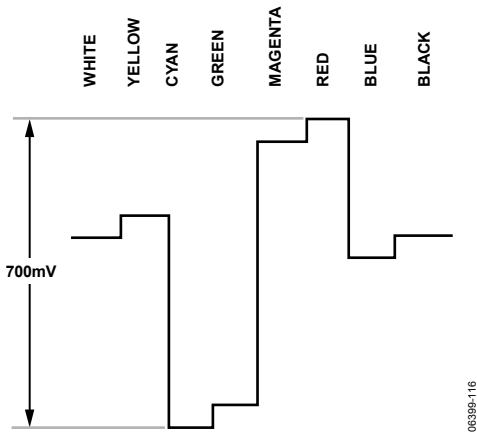 WHITE
YELLOW
CYAN
GREEN
MAGENTA
RED
BLUE
BLACK
700mV
06399-116